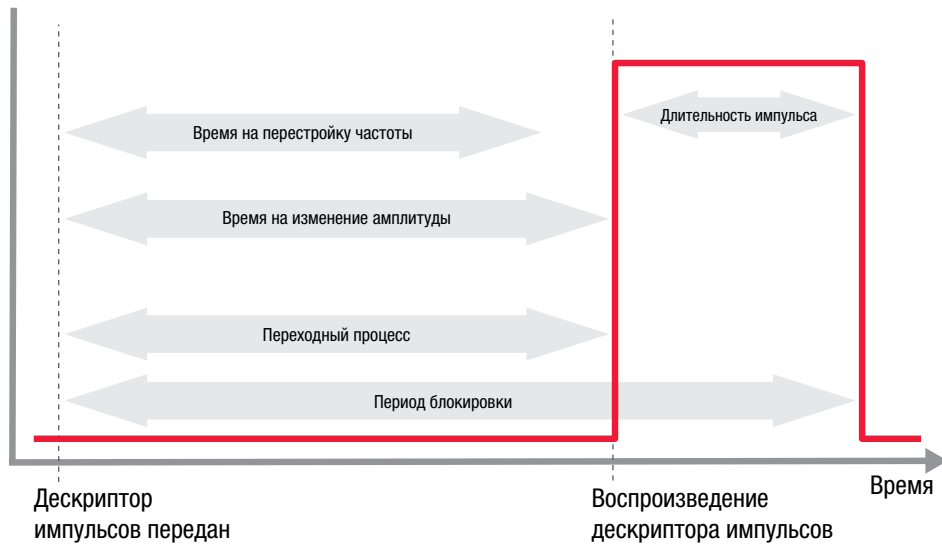 Время на перестройку частоты
Длительность импульса
Время на изменение амплитуды
Переходный процесс
Период блокировки
Время
Дескриптор
импульсов передан
Воспроизведение
дескриптора импульсов